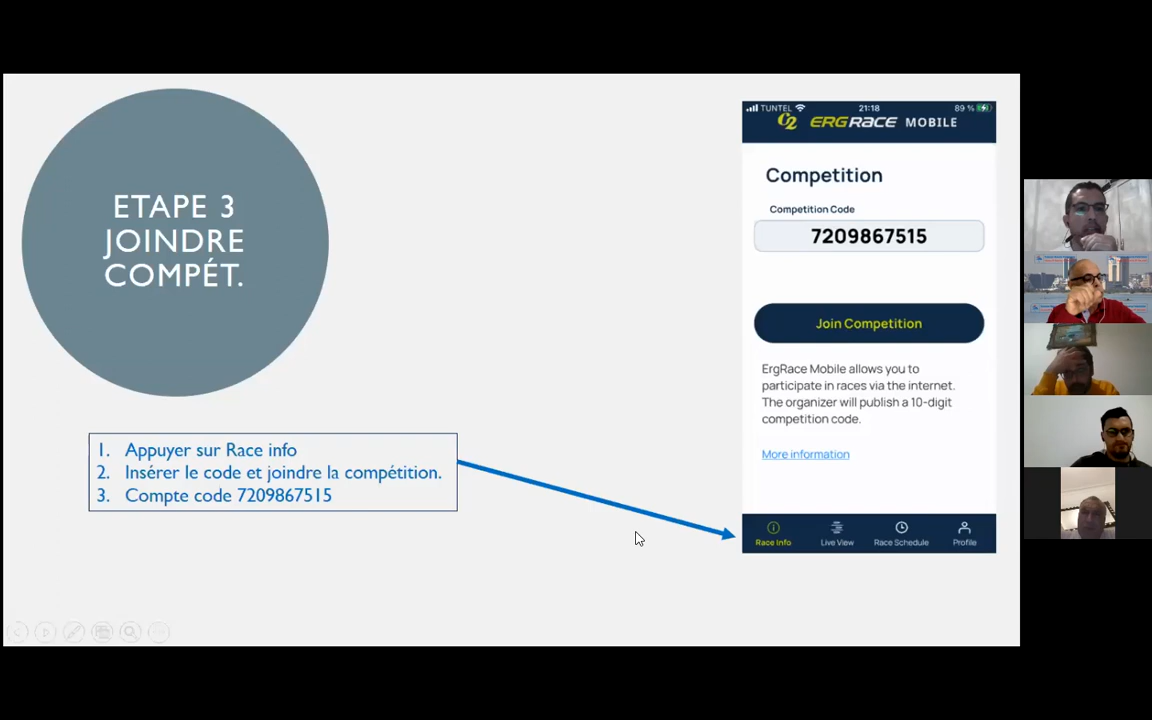 ETAPE 3
JOINDRE
COMPÉT.
1. Appuyer sur Race info
2. Insérer le code et joindre la compétition.
3. Compte code 7209867515
TUNTEL 21:18 89 %
ERGRACE MOBILE
Competition
Competition Code
7209867515
Join Competition
ErgRace Mobile allows you to
participate in races via the internet.
The organizer will publish a 10-digit
competition code.
More information
Race Info Live View Race Schedule Profile